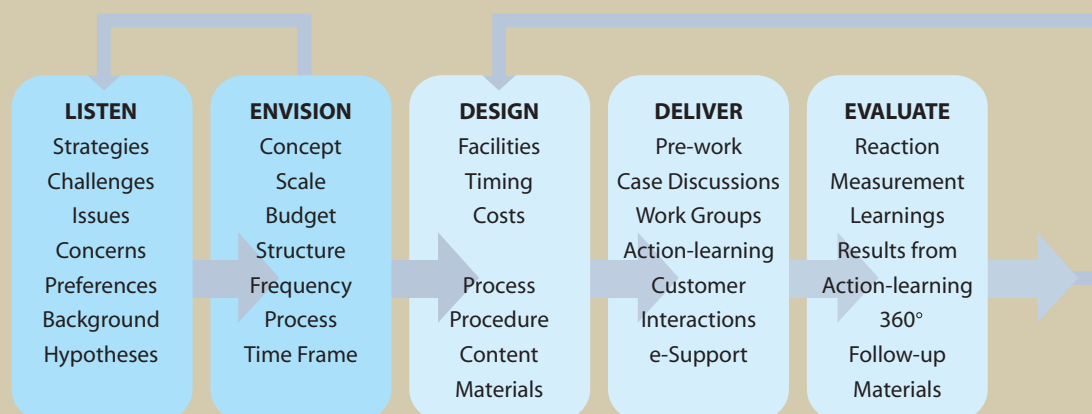 LISTEN
Strategies
Challenges
Issues
Concerns
Preferences
Background
Hypotheses
ENVISION
Concept
Scale
Budget
Structure
Frequency
Process
Time Frame
DESIGN
Facilities
Timing
Costs
Process
Procedure
Content
Materials
DELIVER
Pre-work
Case Discussions
Work Groups
Action-learning
Customer
Interactions
e-Support
EVALUATE
Reaction
Measurement
Learnings
Results from
Action-learning
360°
Follow-up
Materials